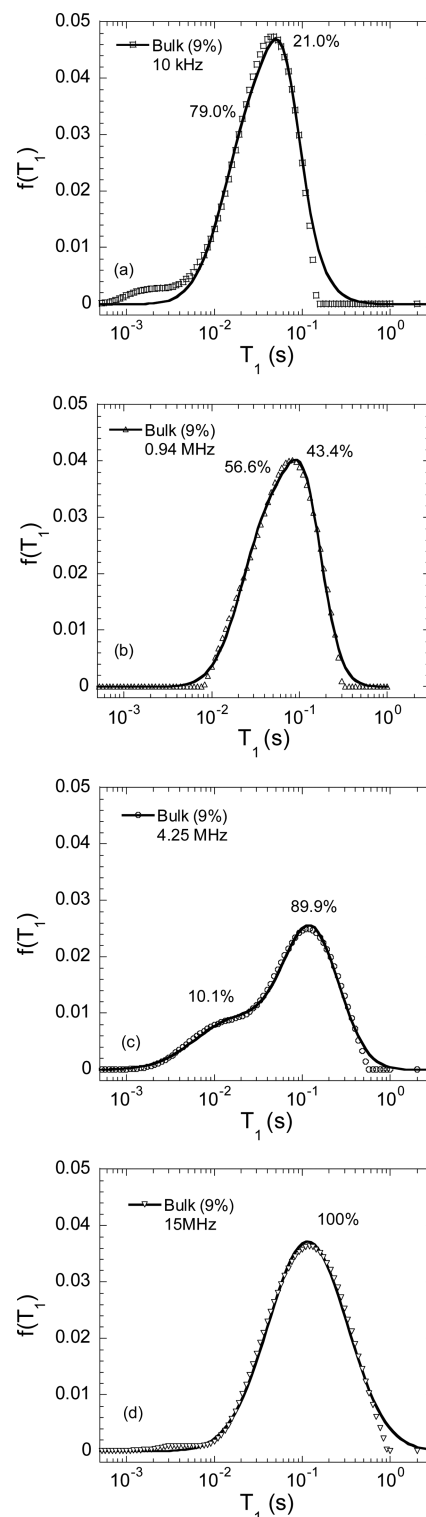 0.05
Bulk (9%)
10 kHz
21.0%
0.04
79.0%
0.03
f(T₁)
0.02
0.01
(a)
0
10⁻³ 10⁻² 10⁻¹ 10⁰
T₁ (s)
0.05
Bulk (9%)
0.94 MHz
0.04
56.6% 43.4%
0.03
f(T₁)
0.02
0.01
(b)
0
10⁻³ 10⁻² 10⁻¹ 10⁰
T₁ (s)
0.05
Bulk (9%)
4.25 MHz
0.04
0.03
89.9%
f(T₁)
0.02
10.1%
0.01
(c)
0
10⁻³ 10⁻² 10⁻¹ 10⁰
T₁ (s)
0.05
Bulk (9%)
15MHz
100%
0.04
0.03
f(T₁)
0.02
0.01
(d)
0
10⁻³ 10⁻² 10⁻¹ 10⁰
T₁ (s)